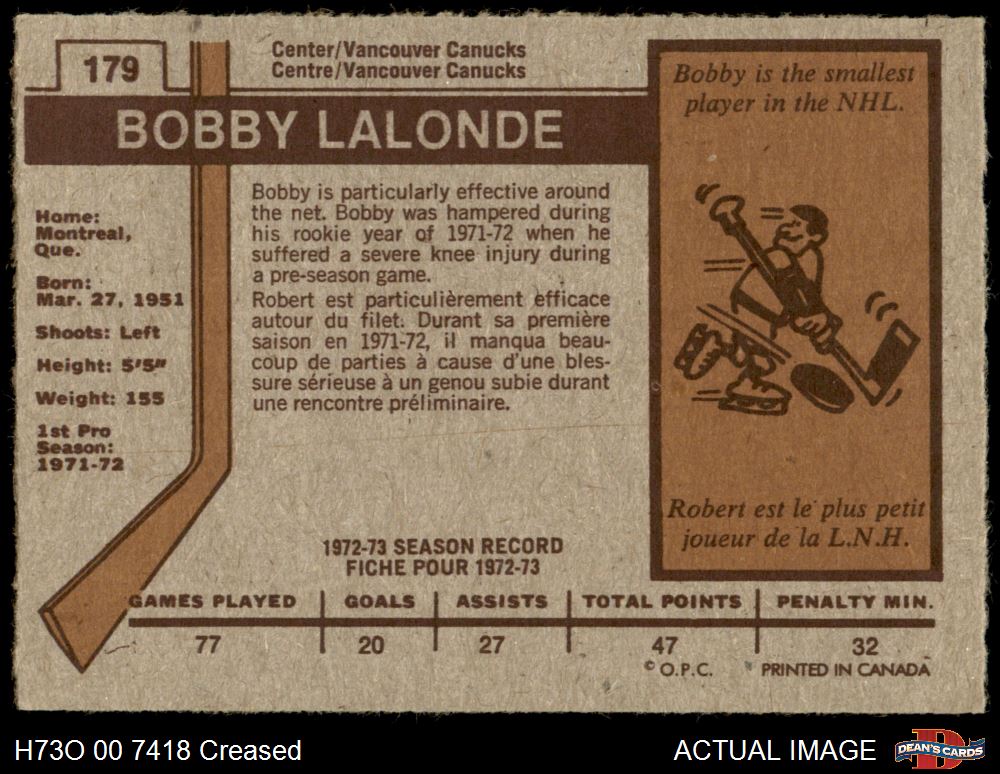 179
Center/Vancouver Canucks
Centre/Vancouver Canucks
BOBBY LALONDE
Home:
Montreal,
Que.
Born:
Mar. 27, 1951
Shoots: Left
Height: 5'5"
Weight: 155
1st Pro
Season:
1971-72
Bobby is particularly effective around
the net. Bobby was hampered during
his rookie year of 1971-72 when he
suffered a severe knee injury during
a pre-season game.
Robert est particulièrement efficace
autour du filet. Durant sa première
saison en 1971-72, il manqua beau-
coup de parties à cause d'une bles-
sure sérieuse à un genou subie durant
une rencontre préliminaire.
Bobby is the smallest
player in the NHL.
Robert est le plus petit
joueur de la L.N.H.
1972-73 SEASON RECORD
FICHE POUR 1972-73
GAMES PLAYED GOALS ASSISTS TOTAL POINTS PENALTY MIN.
77 20 27 47 32
© O.P.C. PRINTED IN CANADA
H73O 00 7418 Creased
ACTUAL IMAGE
D
DEAN'S CARDS